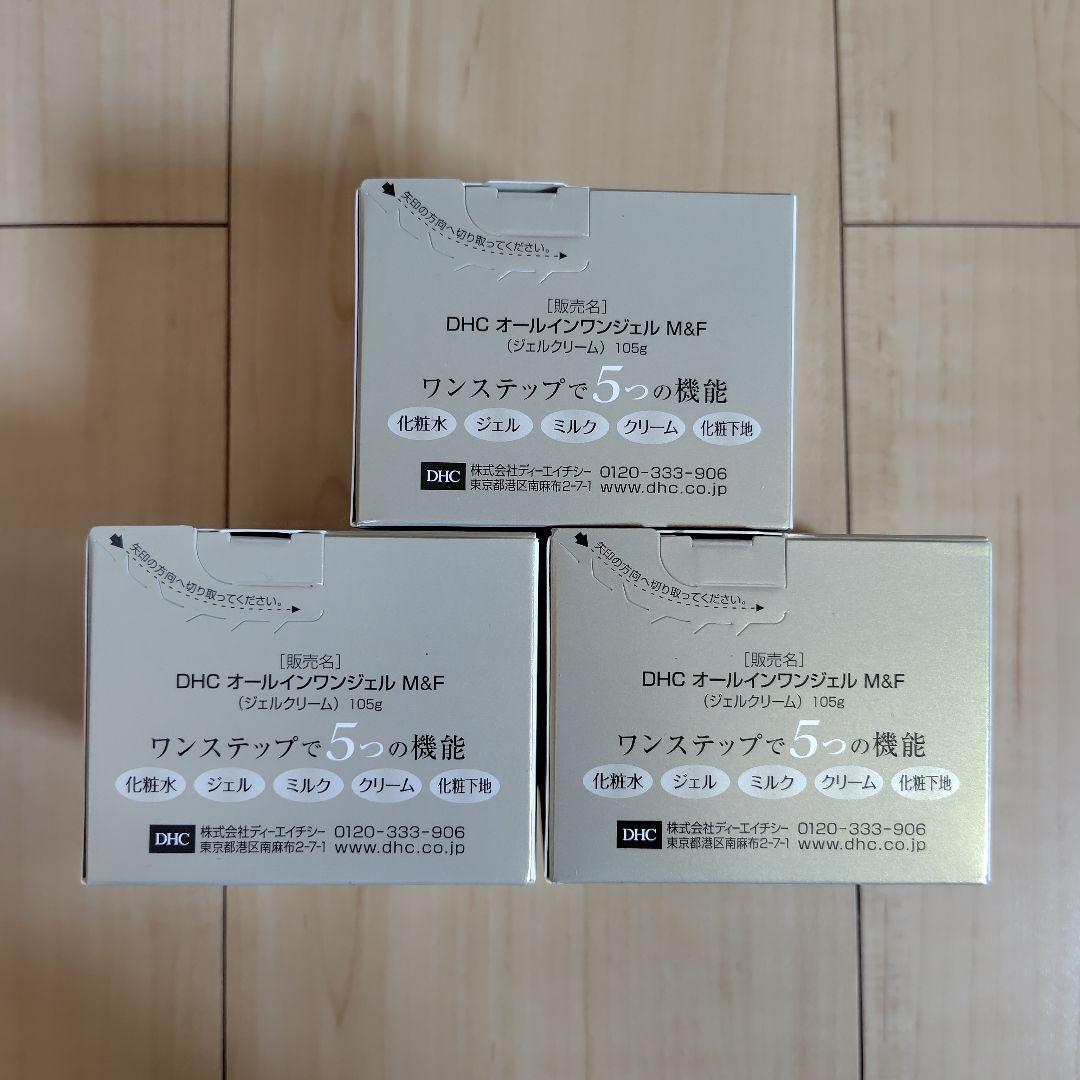 矢印の方向へ切り取ってください。
［販売名］
DHC オールインワンジェル M&F
（ジェルクリーム） 105g
ワンステップで5つの機能
化粧水 ジェル ミルク クリーム 化粧下地
DHC 株式会社ディーエイチシー 0120-333-906
東京都港区南麻布2-7-1 www.dhc.co.jp
矢印の方向へ切り取ってください。
［販売名］
DHC オールインワンジェル M&F
（ジェルクリーム） 105g
ワンステップで5つの機能
化粧水 ジェル ミルク クリーム 化粧下地
DHC 株式会社ディーエイチシー 0120-333-906
東京都港区南麻布2-7-1 www.dhc.co.jp
矢印の方向へ切り取ってください。
［販売名］
DHC オールインワンジェル M&F
（ジェルクリーム） 105g
ワンステップで5つの機能
化粧水 ジェル ミルク クリーム 化粧下地
DHC 株式会社ディーエイチシー 0120-333-906
東京都港区南麻布2-7-1 www.dhc.co.jp